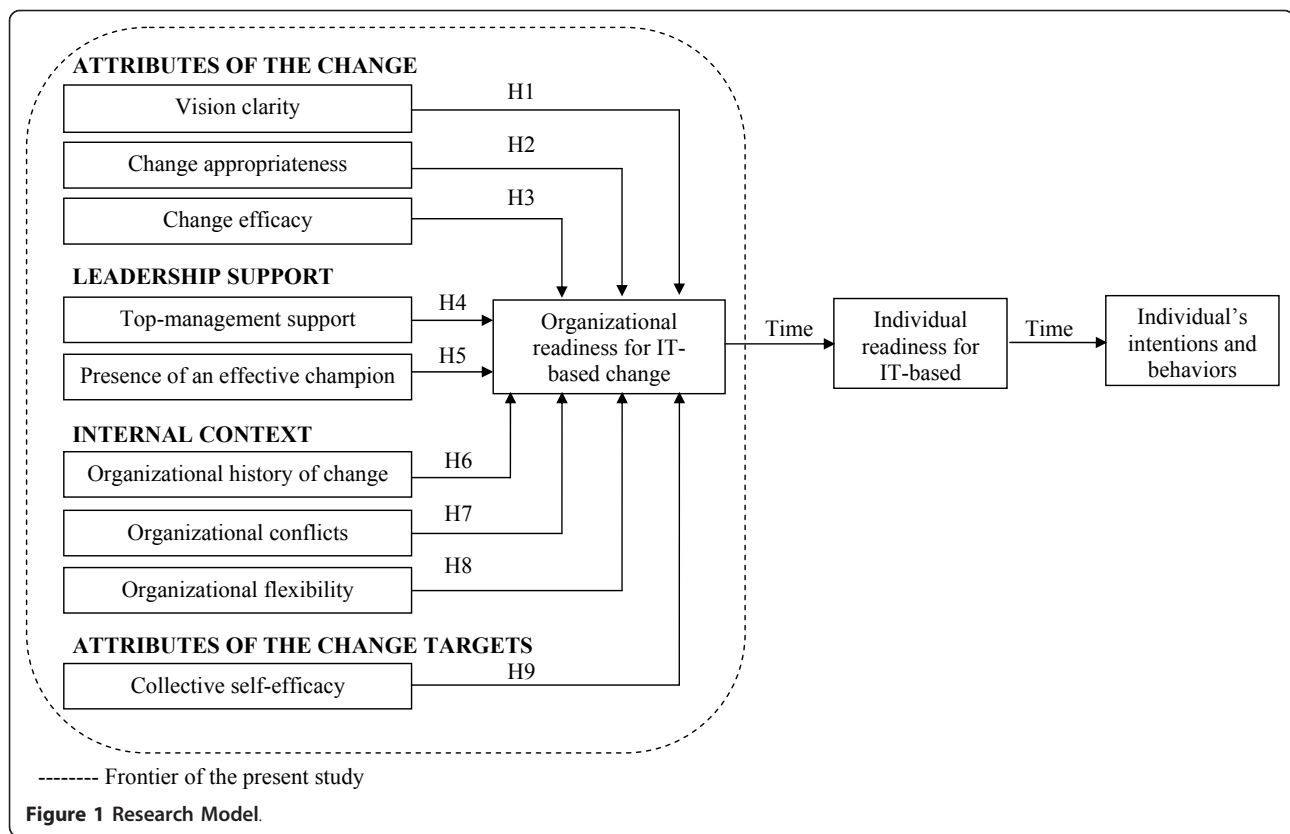 ATTRIBUTES OF THE CHANGE
Vision clarity
H1
Change appropriateness
H2
Change efficacy
H3
LEADERSHIP SUPPORT
Top-management support
H4
Presence of an effective champion
H5
INTERNAL CONTEXT
Organizational history of change
H6
Organizational conflicts
H7
Organizational flexibility
H8
ATTRIBUTES OF THE CHANGE TARGETS
Collective self-efficacy
H9
Organizational
readiness for IT-
based change
Time
Individual
readiness for
IT-based
Time
Individual's
intentions and
behaviors
-------- Frontier of the present study
Figure 1 Research Model.